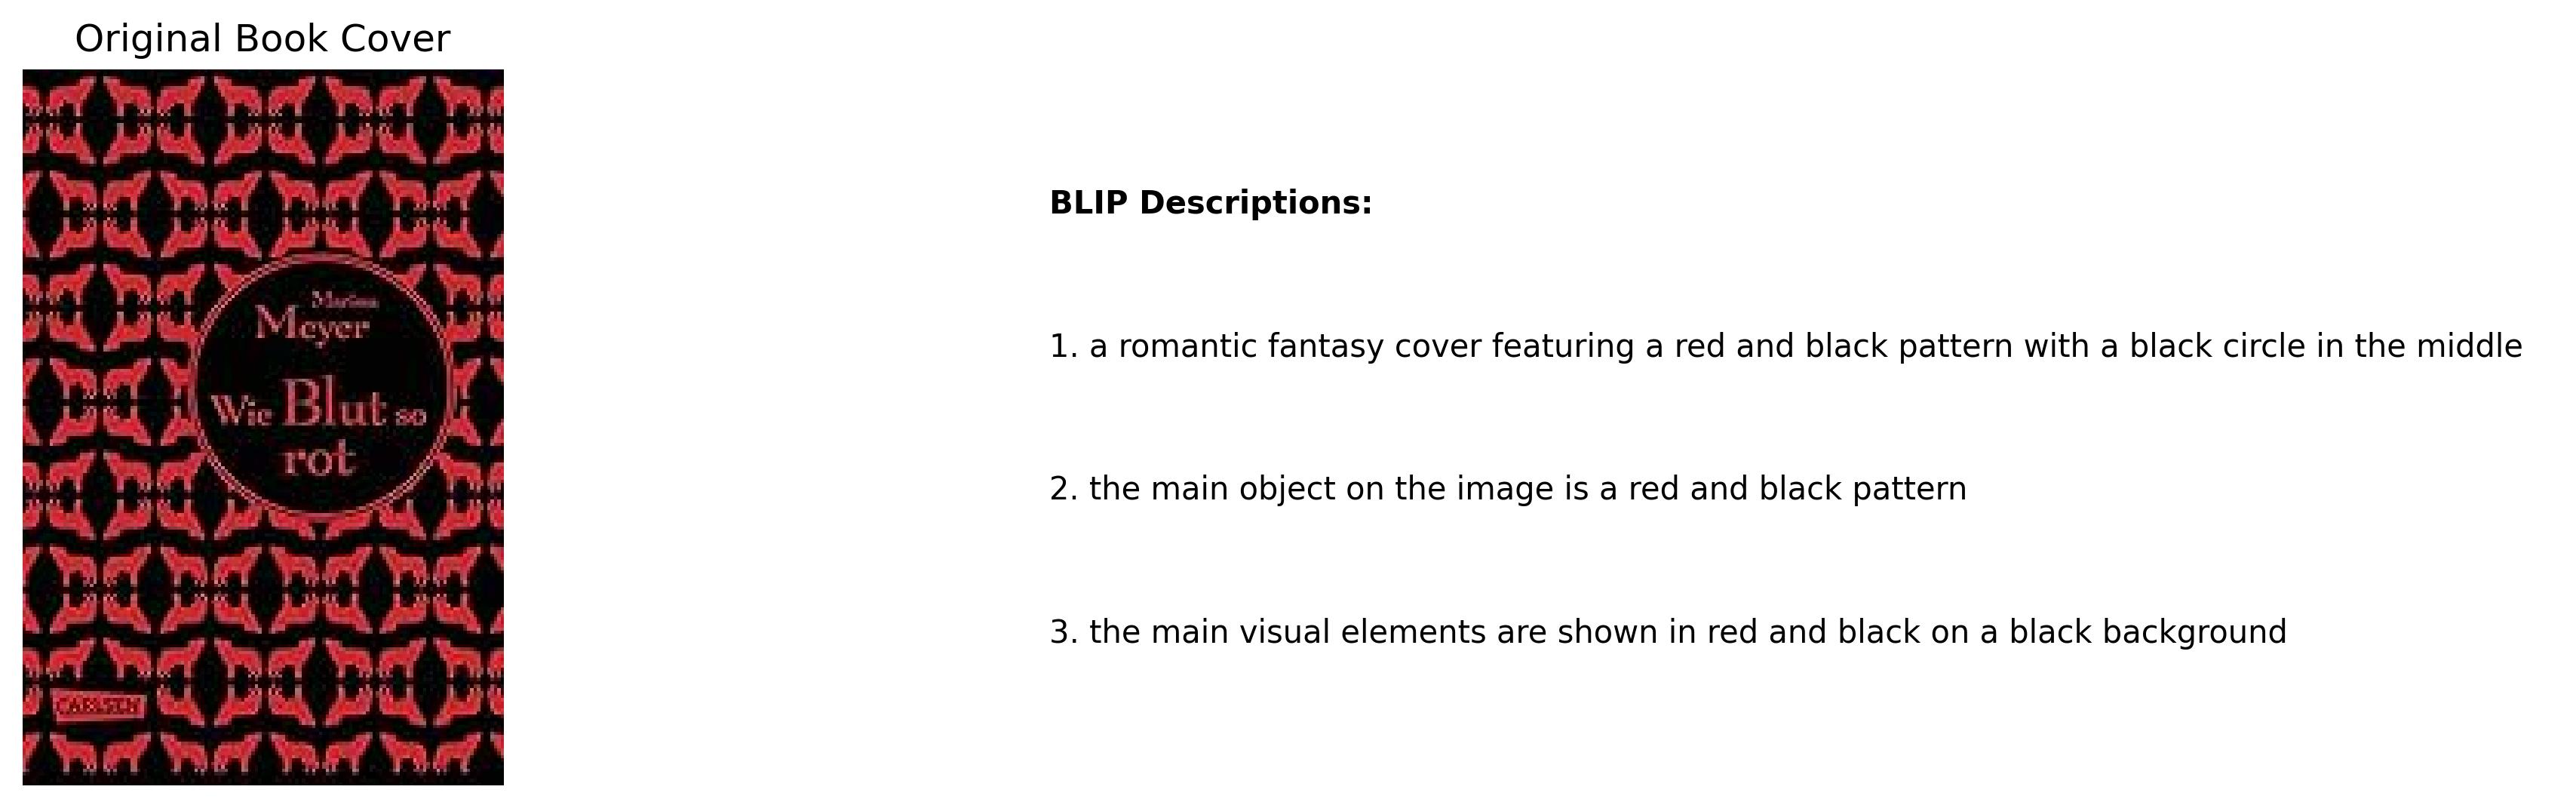 Original Book Cover
Marissa
Meyer
Wie Blut so
rot
CARLSEN
BLIP Descriptions:
1. a romantic fantasy cover featuring a red and black pattern with a black circle in the middle
2. the main object on the image is a red and black pattern
3. the main visual elements are shown in red and black on a black background